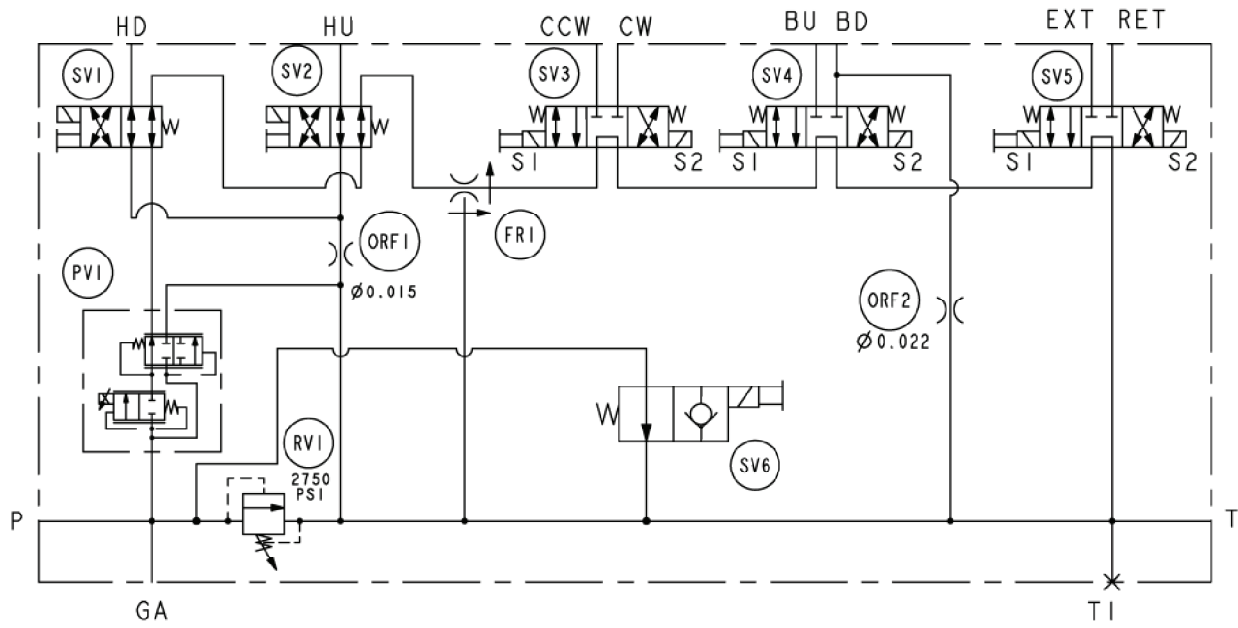 HD HU CCW CW BU BD EXT RET
SV1 SV2 SV3 SV4 SV5
S1 S2 S1 S2 S1 S2
FR1
ORF1
Ø0.015
PV1
ORF2
Ø0.022
RV1
2750
PSI
SV6
P T
GA T1